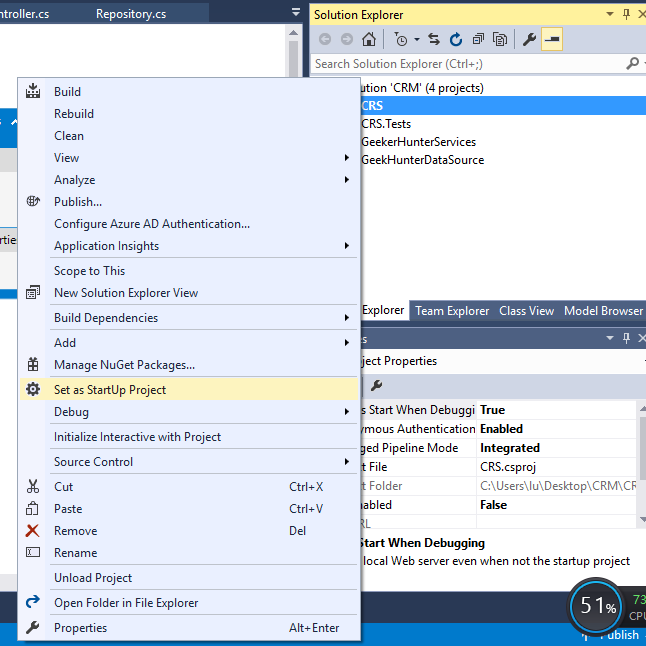 ntroller.cs
Repository.cs
Solution Explorer
Search Solution Explorer (Ctrl+;)
ution 'CRM' (4 projects)
CRS
CRS.Tests
GeekerHunterServices
GeekHunterDataSource
Build
Rebuild
Clean
View
Analyze
Publish...
Configure Azure AD Authentication...
Application Insights
Scope to This
New Solution Explorer View
Build Dependencies
Add
Manage NuGet Packages...
Set as StartUp Project
Debug
Initialize Interactive with Project
Source Control
Cut Ctrl+X
Paste Ctrl+V
Remove Del
Rename
Unload Project
Open Folder in File Explorer
Properties Alt+Enter
rtie
Explorer Team Explorer Class View Model Browser
es
ject Properties
s Start When Debuggi True
ymous Authentication Enabled
ged Pipeline Mode Integrated
t File CRS.csproj
t Folder C:\Users\lu\Desktop\CRM\CR
abled False
RL
Start When Debugging
local Web server even when not the startup project
51%
73
CPU
Publish